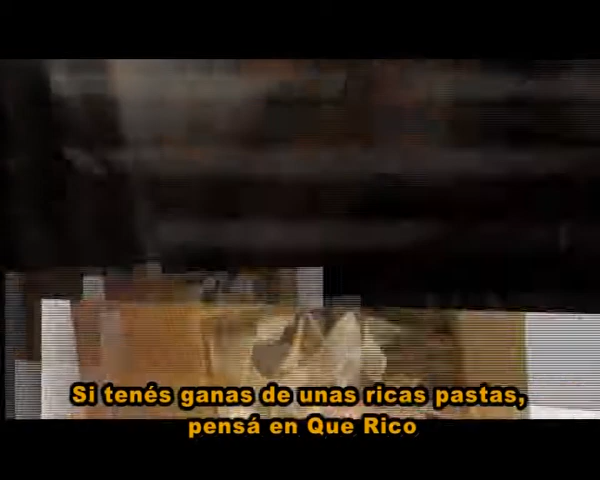 Si tenés ganas de unas ricas pastas,
pensá en Que Rico